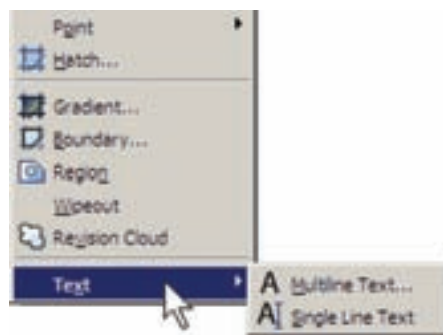 Point
Hatch...
Gradient...
Boundary...
Region
Wipeout
Revision Cloud
Text
A Multiline Text...
A Single Line Text